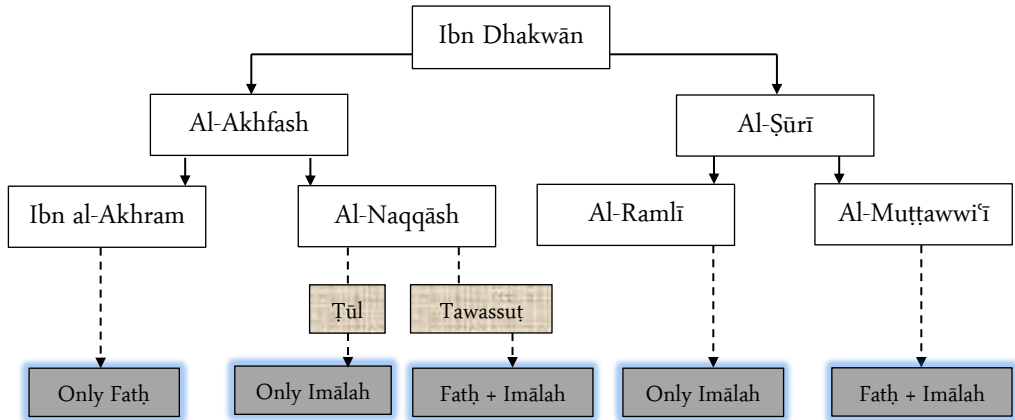 Ibn Dhakwān
Al-Akhfash
Al-Ṣūrī
Ibn al-Akhram
Al-Naqqāsh
Al-Ramlī
Al-Muṭṭawwiʿī
Ṭūl
Tawassuṭ
Only Fatḥ
Only Imālah
Fatḥ + Imālah
Only Imālah
Fatḥ + Imālah